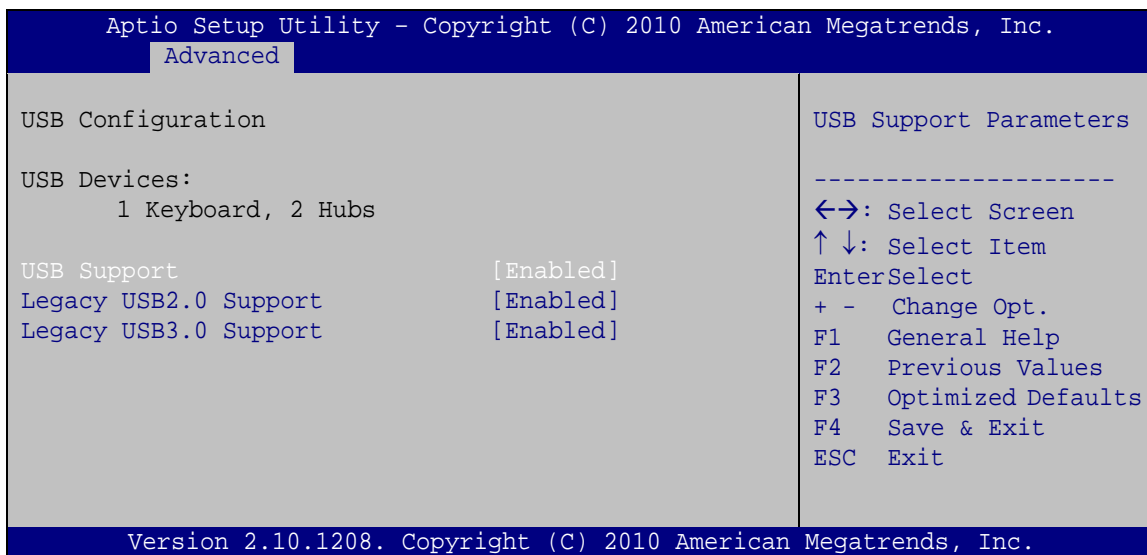 Aptio Setup Utility – Copyright (C) 2010 American Megatrends, Inc.
Advanced
USB Configuration
USB Devices:
1 Keyboard, 2 Hubs
USB Support [Enabled]
Legacy USB2.0 Support [Enabled]
Legacy USB3.0 Support [Enabled]
USB Support Parameters
---------------------
←→: Select Screen
↑ ↓: Select Item
EnterSelect
+ - Change Opt.
F1 General Help
F2 Previous Values
F3 Optimized Defaults
F4 Save & Exit
ESC Exit
Version 2.10.1208. Copyright (C) 2010 American Megatrends, Inc.